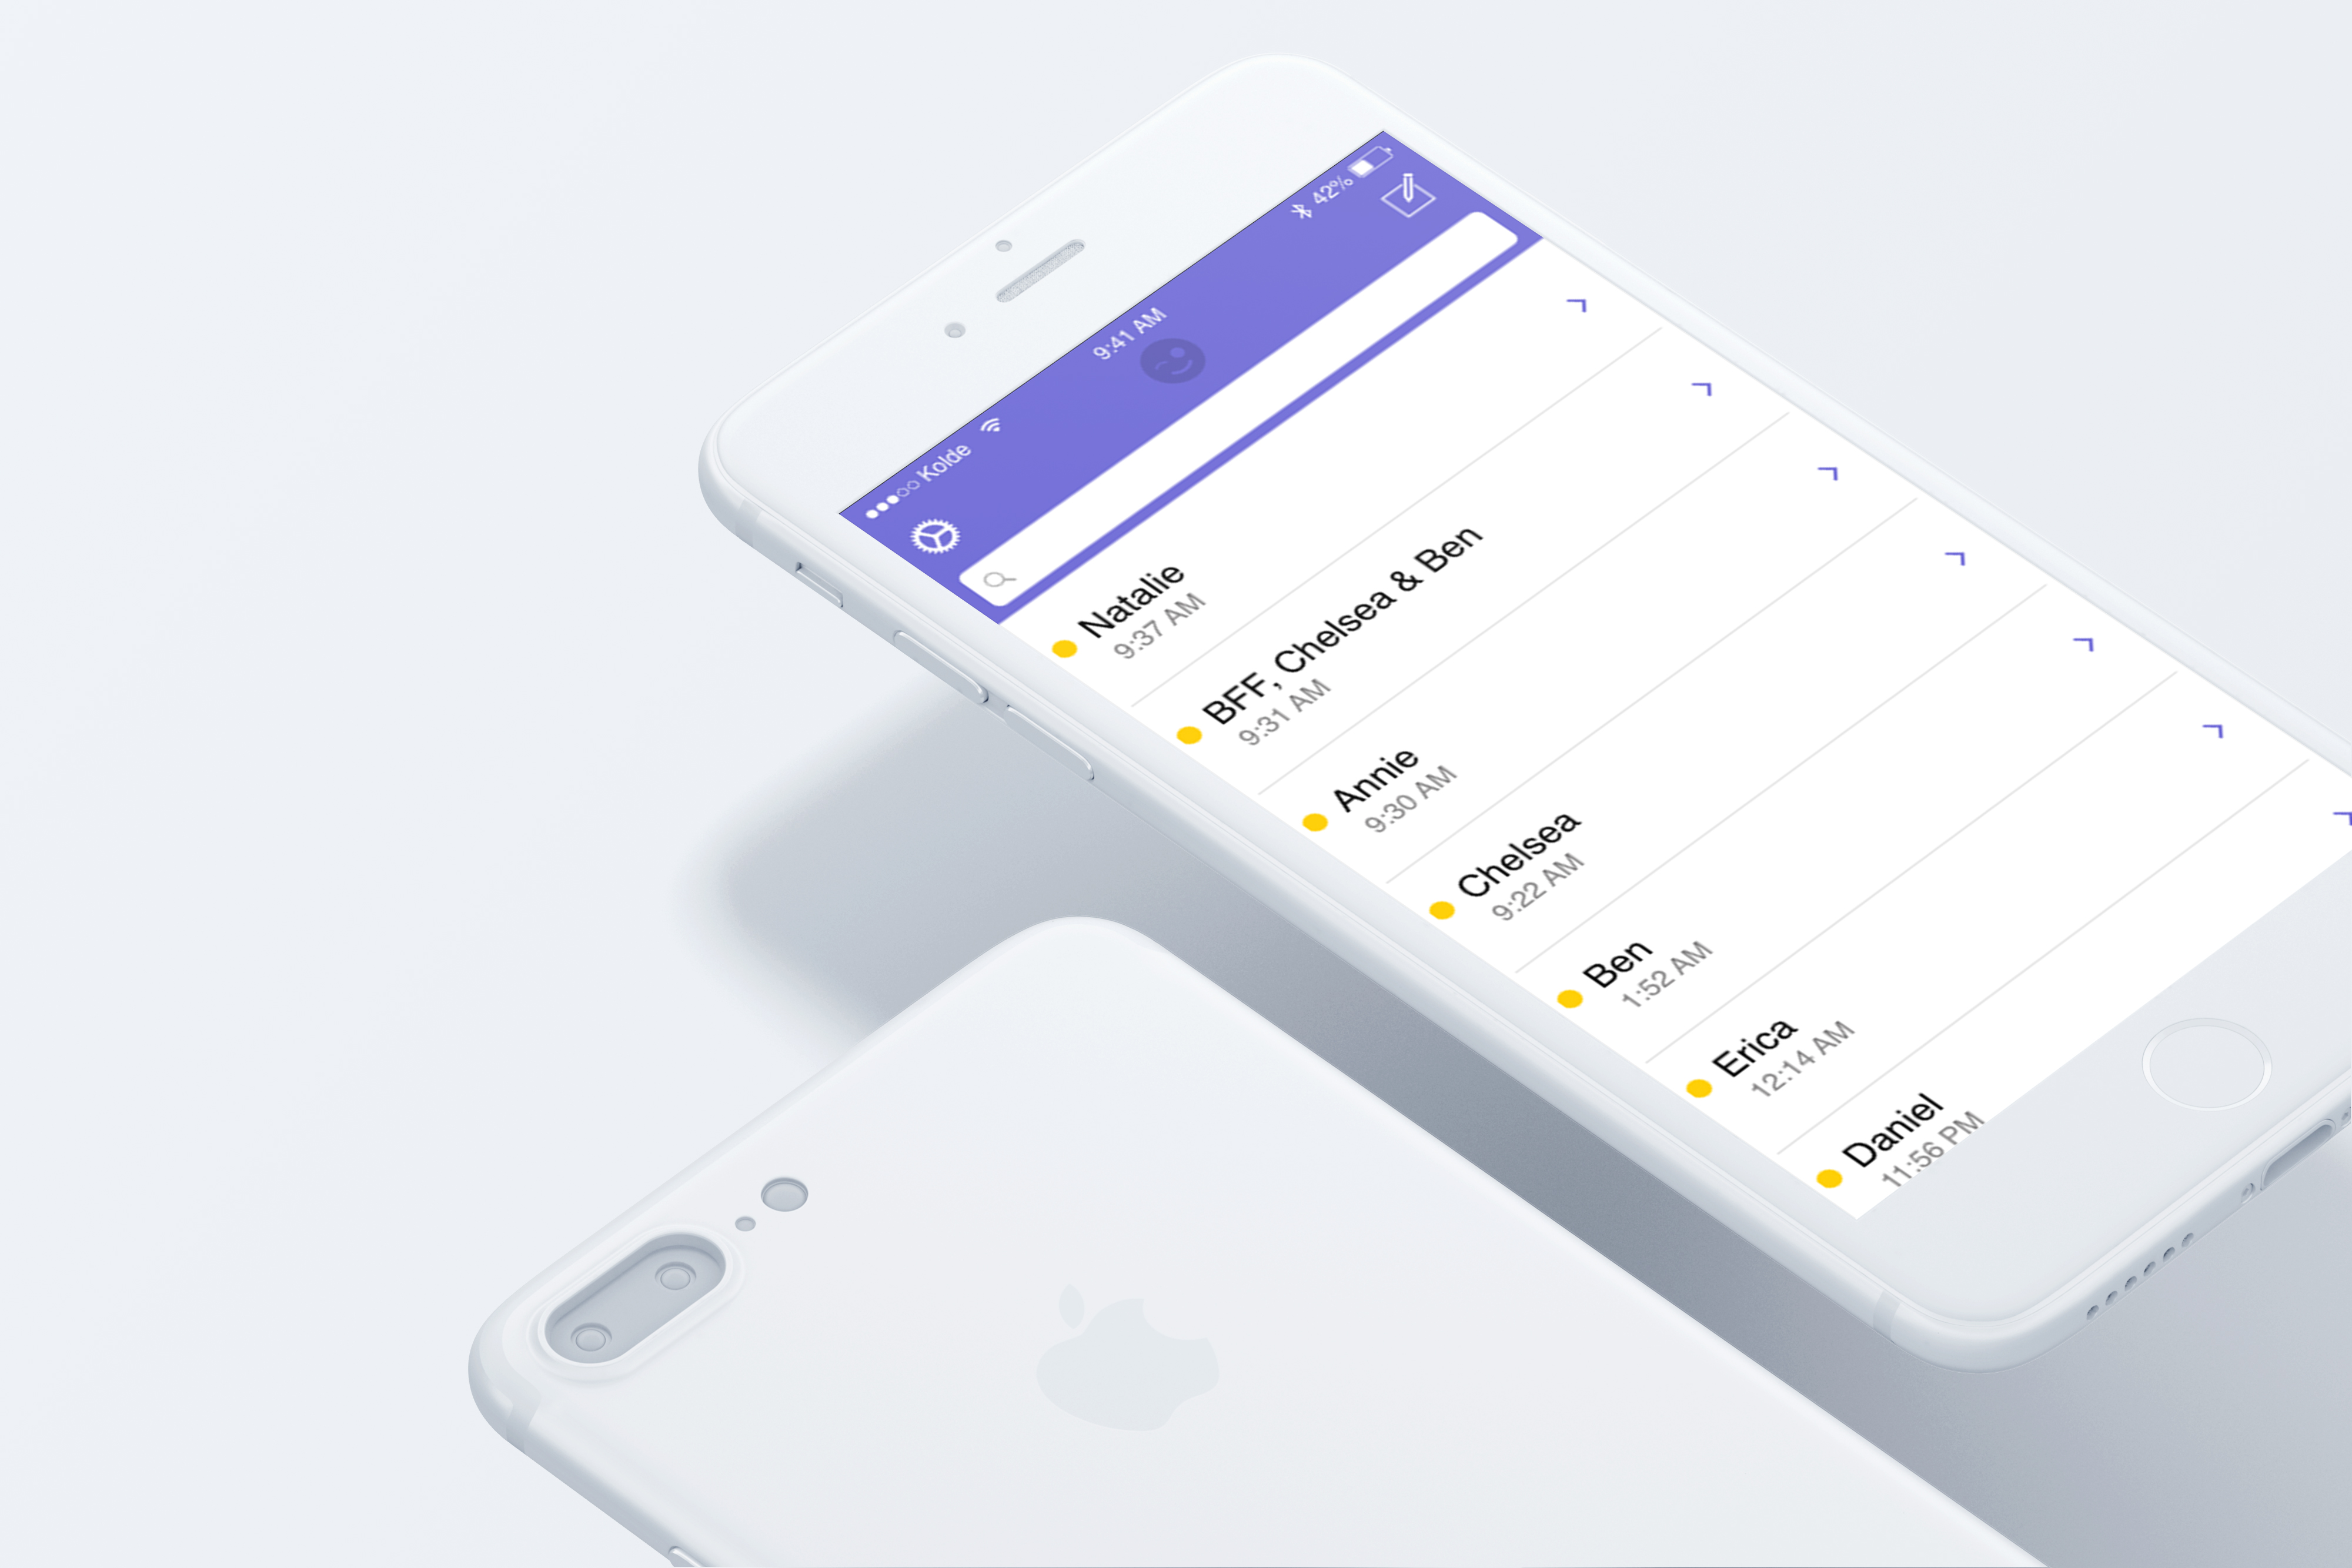 Kolde 9:41 AM 42%
Natalie
9:37 AM
BFF, Chelsea & Ben
9:31 AM
Annie
9:30 AM
Chelsea
9:22 AM
Ben
1:52 AM
Erica
12:14 AM
Daniel
11:56 PM